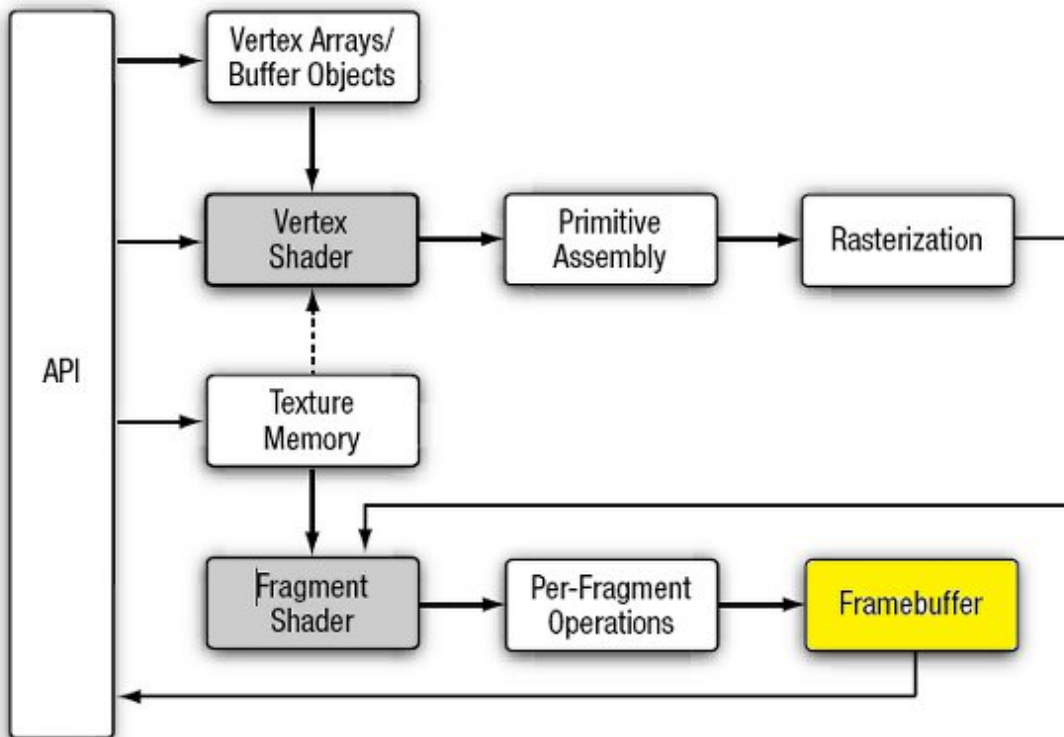 Vertex Arrays/
Buffer Objects
Vertex
Shader
Primitive
Assembly
Rasterization
API
Texture
Memory
Fragment
Shader
Per-Fragment
Operations
Framebuffer